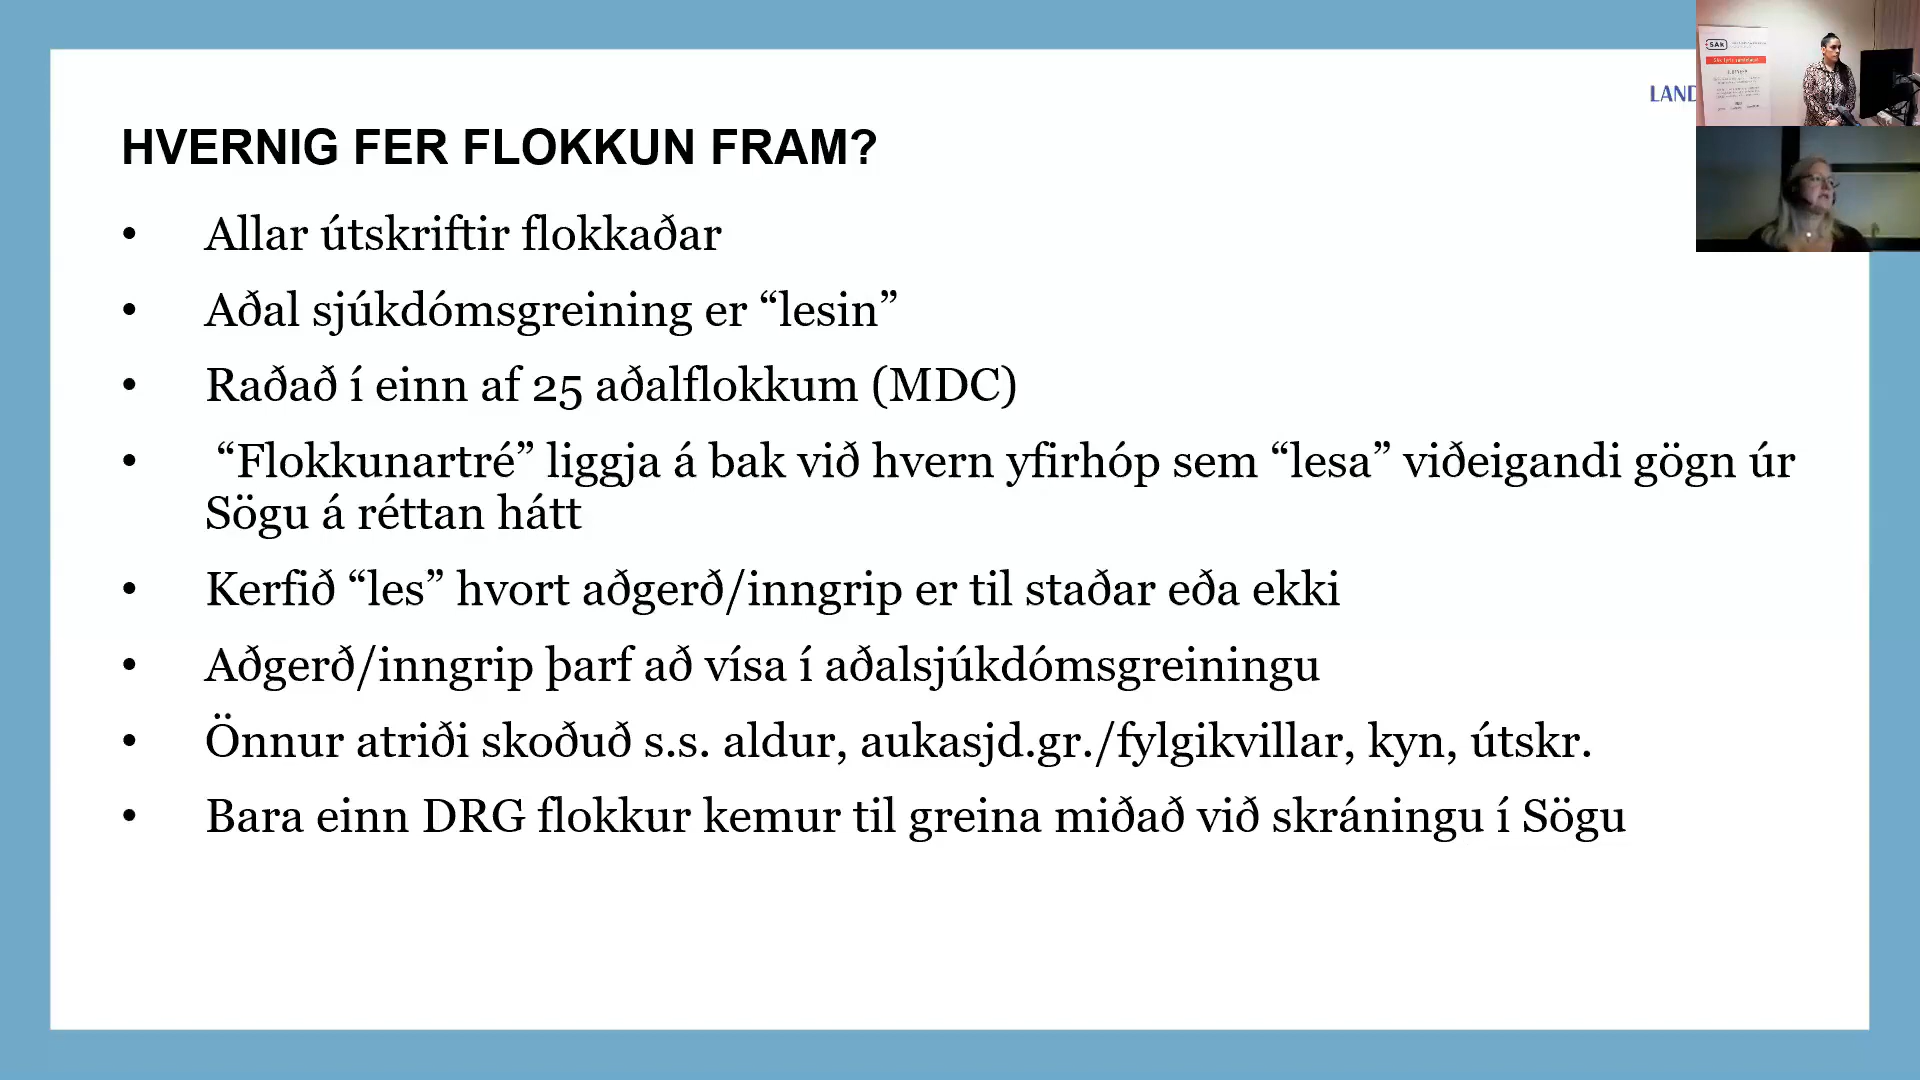 LAND
SAk
HVERNIG FER FLOKKUN FRAM?
• Allar útskriftir flokkaðar
• Aðal sjúkdómsgreining er “lesin”
• Raðað í einn af 25 aðalflokkum (MDC)
• “Flokkunartré” liggja á bak við hvern yfirhóp sem “lesa” viðeigandi gögn úr
Sögu á réttan hátt
• Kerfið “les” hvort aðgerð/inngrip er til staðar eða ekki
• Aðgerð/inngrip þarf að vísa í aðalsjúkdómsgreiningu
• Önnur atriði skoðuð s.s. aldur, aukasjd.gr./fylgikvillar, kyn, útskr.
• Bara einn DRG flokkur kemur til greina miðað við skráningu í Sögu